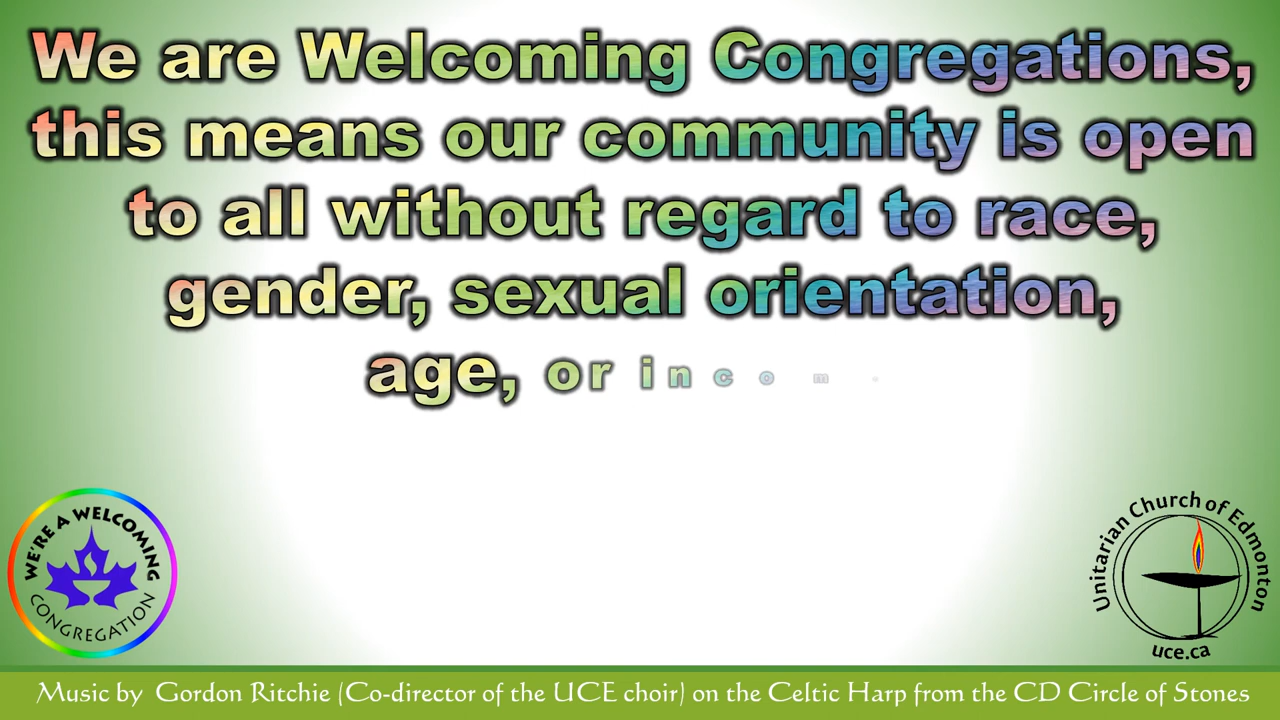 We are Welcoming Congregations,
this means our community is open
to all without regard to race,
gender, sexual orientation,
age, or incom
WE'RE A WELCOMING
CONGREGATION
Unitarian Church of Edmonton
uce.ca
Music by Gordon Ritchie (Co-director of the UCE choir) on the Celtic Harp from the CD Circle of Stones